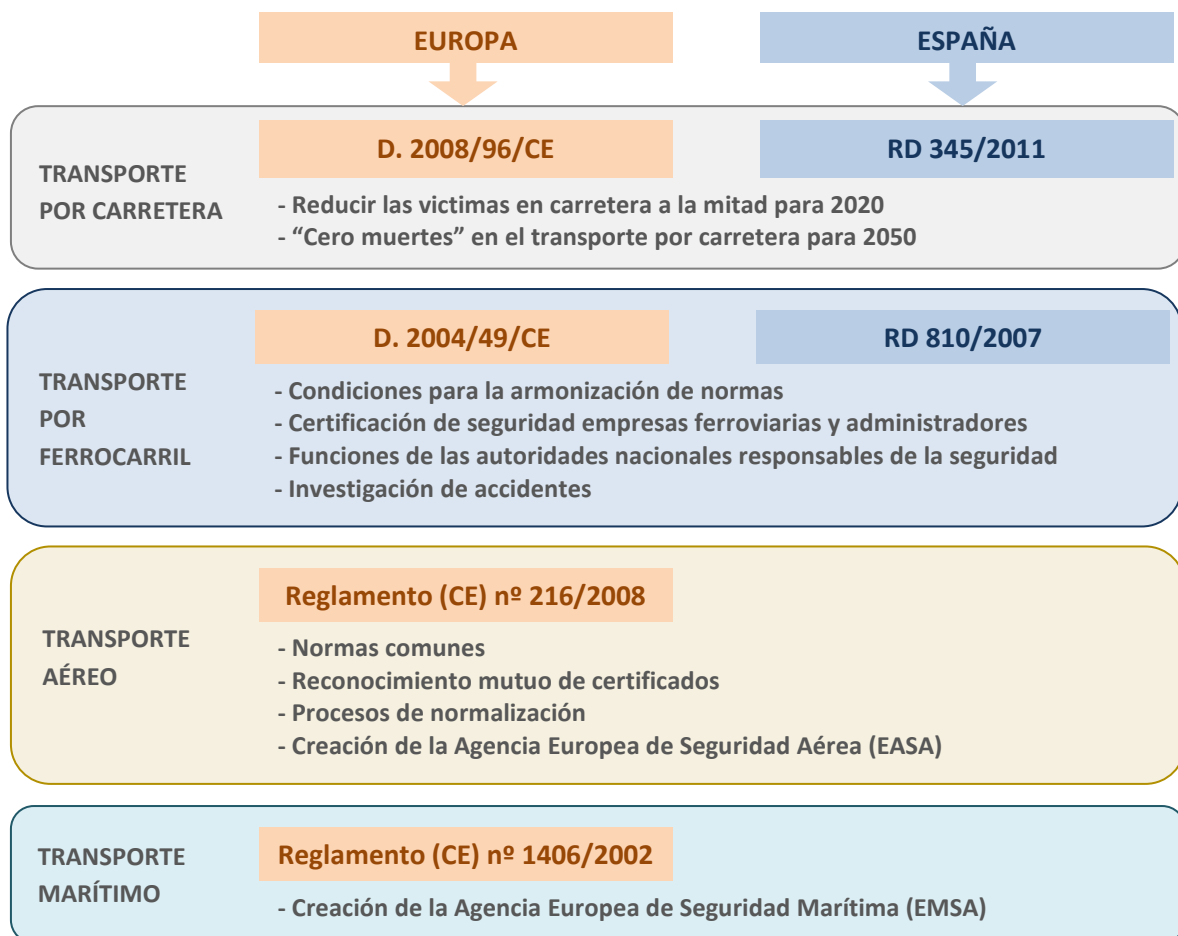 EUROPA
ESPAÑA
TRANSPORTE
POR CARRETERA
D. 2008/96/CE
RD 345/2011
- Reducir las victimas en carretera a la mitad para 2020
- “Cero muertes” en el transporte por carretera para 2050
TRANSPORTE
POR
FERROCARRIL
D. 2004/49/CE
RD 810/2007
- Condiciones para la armonización de normas
- Certificación de seguridad empresas ferroviarias y administradores
- Funciones de las autoridades nacionales responsables de la seguridad
- Investigación de accidentes
TRANSPORTE
AÉREO
Reglamento (CE) nº 216/2008
- Normas comunes
- Reconocimiento mutuo de certificados
- Procesos de normalización
- Creación de la Agencia Europea de Seguridad Aérea (EASA)
TRANSPORTE
MARÍTIMO
Reglamento (CE) nº 1406/2002
- Creación de la Agencia Europea de Seguridad Marítima (EMSA)